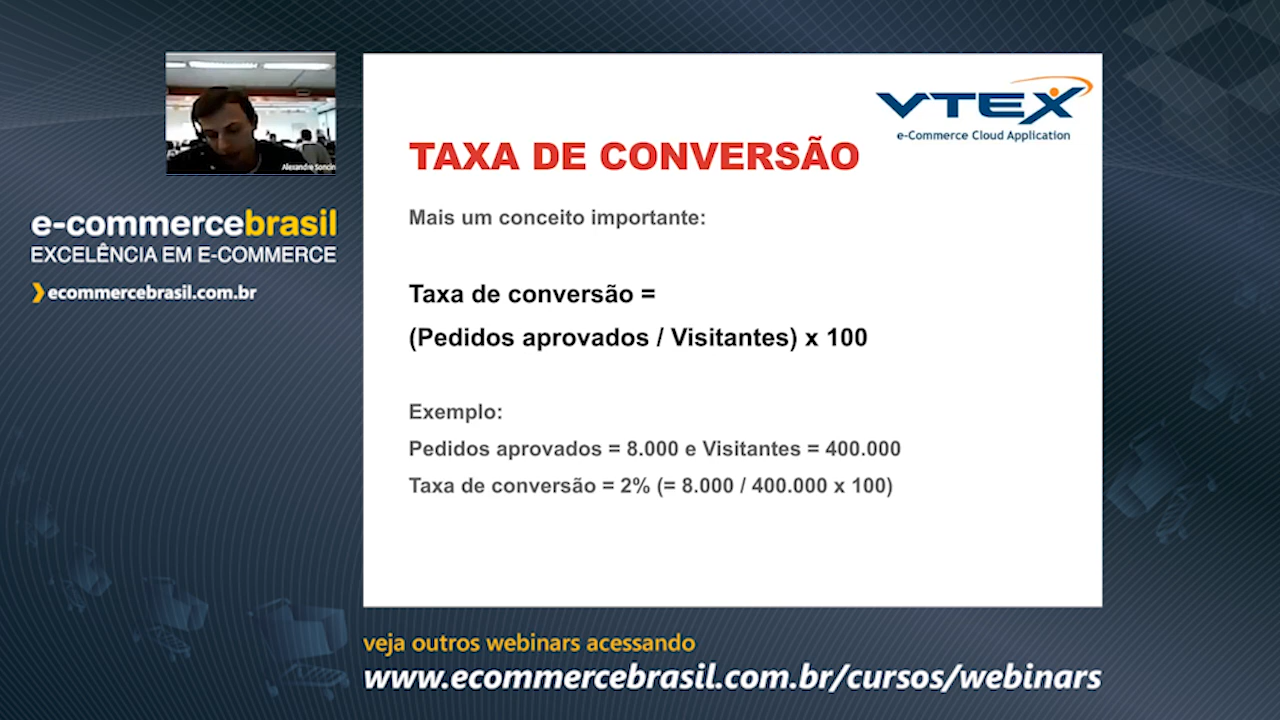 Alexandre Soncin
e-commercebrasil
EXCELÊNCIA EM E-COMMERCE
ecommercebrasil.com.br
VTEX
e-Commerce Cloud Application
TAXA DE CONVERSÃO
Mais um conceito importante:
Taxa de conversão =
(Pedidos aprovados / Visitantes) x 100
Exemplo:
Pedidos aprovados = 8.000 e Visitantes = 400.000
Taxa de conversão = 2% (= 8.000 / 400.000 x 100)
veja outros webinars acessando
www.ecommercebrasil.com.br/cursos/webinars